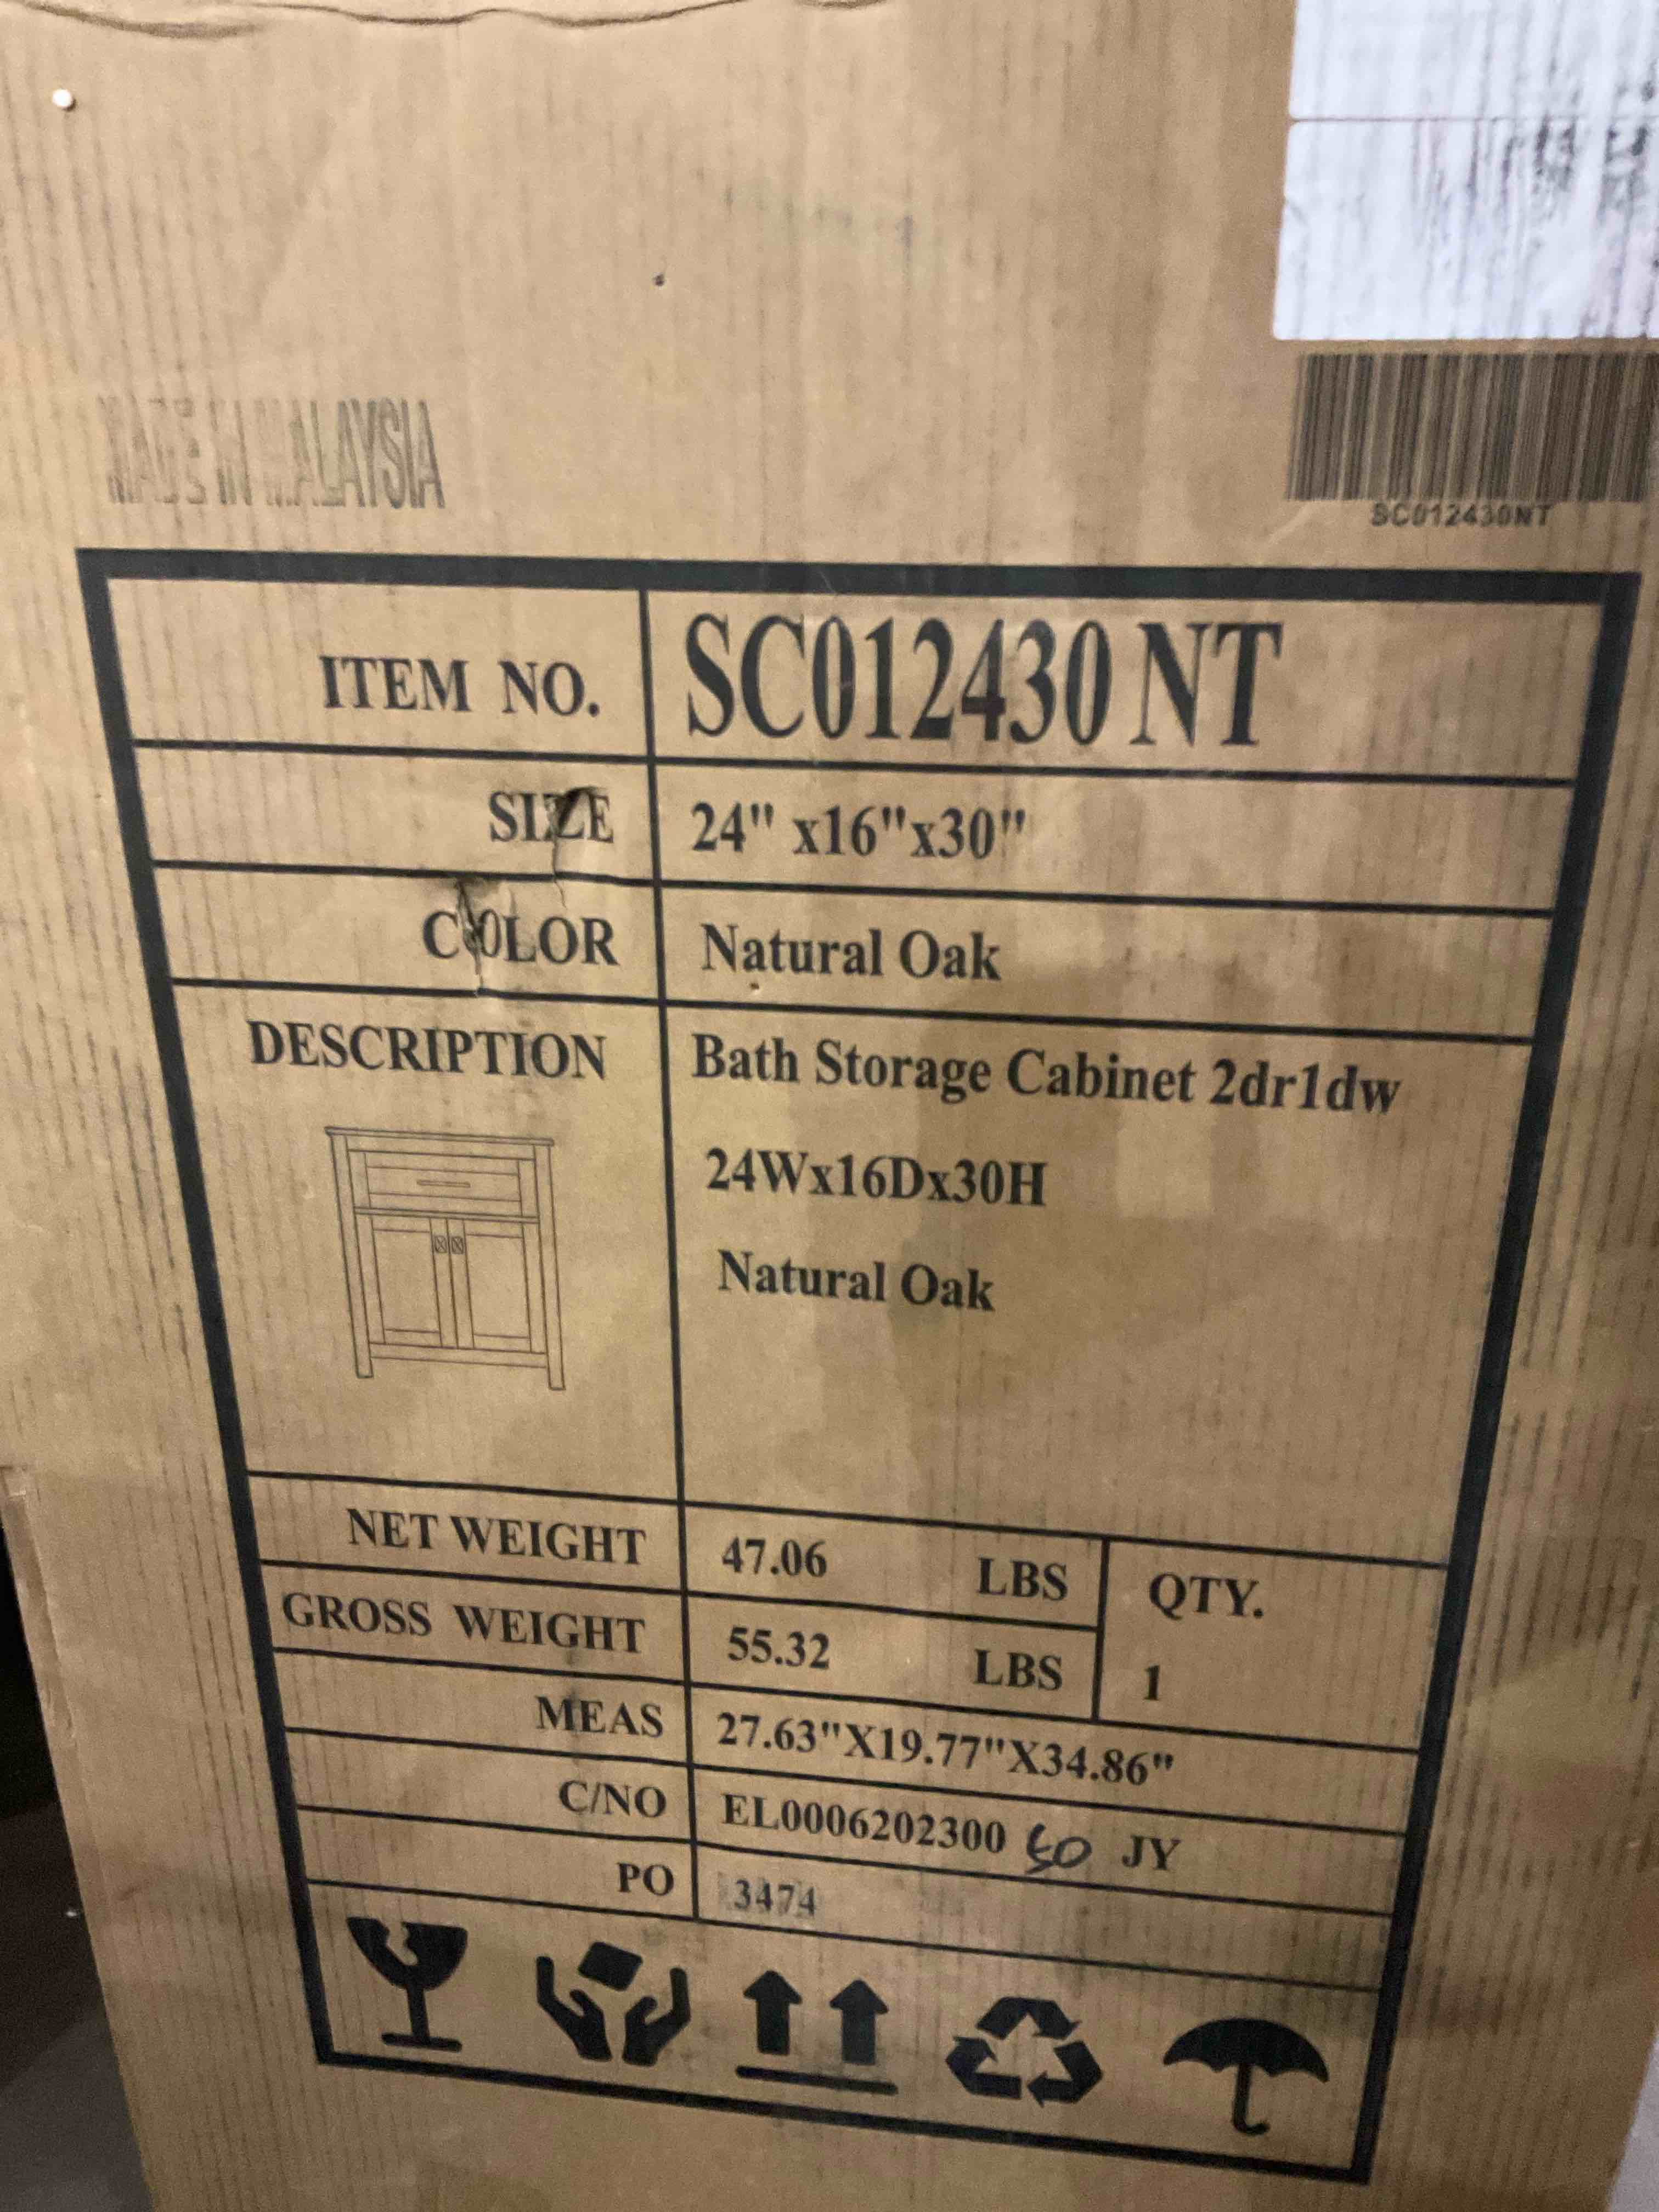 MADE IN MALAYSIA
SC012430NT
ITEM NO. SC012430 NT
SIZE 24" x16"x30"
COLOR Natural Oak
DESCRIPTION Bath Storage Cabinet 2dr1dw
24Wx16Dx30H
Natural Oak
NET WEIGHT 47.06 LBS QTY.
GROSS WEIGHT 55.32 LBS 1
MEAS 27.63"X19.77"X34.86"
C/NO EL0006202300 50 JY
PO 3474